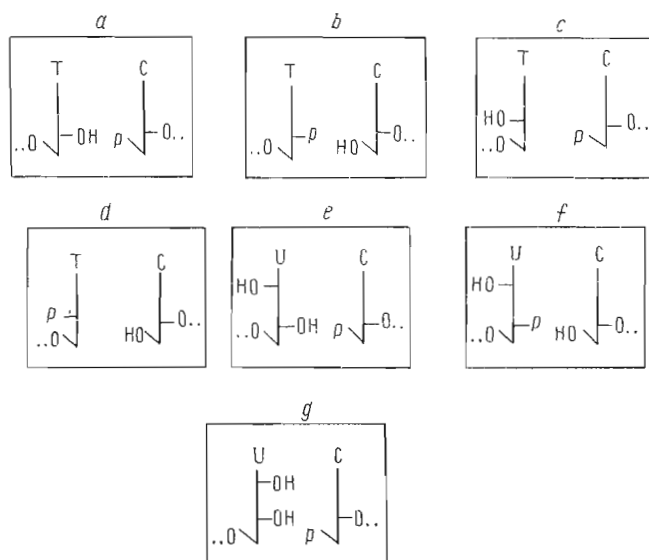 a b c
T C
..O OH p O..
T C
..O p HO O..
T C
HO ..O p O..
d e f
T C
p ..O HO O..
U C
HO ..O OH p O..
U C
HO ..O p HO O..
g
U C
OH
..O OH p O..